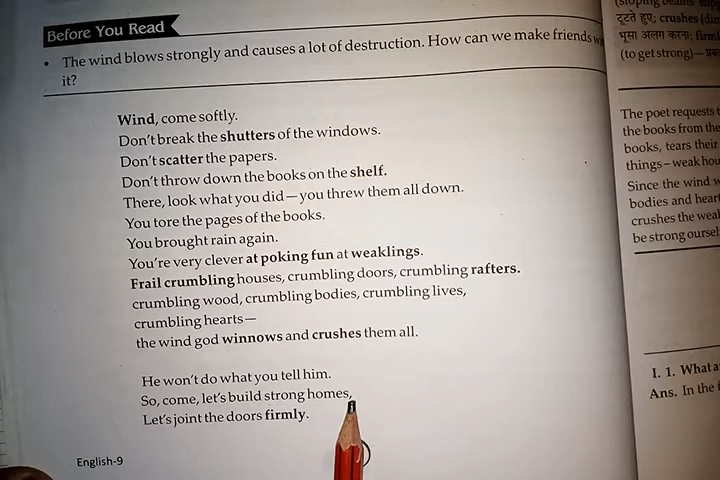 Before You Read
• The wind blows strongly and causes a lot of destruction. How can we make friends
it?
Wind, come softly.
Don't break the shutters of the windows.
Don't scatter the papers.
Don't throw down the books on the shelf.
There, look what you did—you threw them all down.
You tore the pages of the books.
You brought rain again.
You're very clever at poking fun at weaklings.
Frail crumbling houses, crumbling doors, crumbling rafters.
crumbling wood, crumbling bodies, crumbling lives,
crumbling hearts—
the wind god winnows and crushes them all.
He won't do what you tell him.
So, come, let's build strong homes,
Let's joint the doors firmly.
English-9
टूटते हुए; crushes
भूसा अलग करना;
(to get strong)—
The poet requests
the books from the
books, tears their
things—weak
Since the wind
bodies and
crushes the
be strong
I. 1. What
Ans. In the